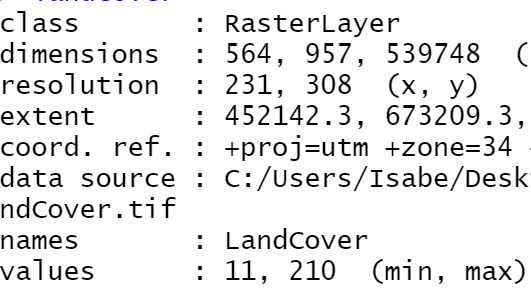 class       : RasterLayer
dimensions  : 564, 957, 539748  (
resolution  : 231, 308  (x, y)
extent      : 452142.3, 673209.3,
coord. ref. : +proj=utm +zone=34
data source : C:/Users/Isabe/Desk
ndCover.tif
names       : LandCover
values      : 11, 210  (min, max)